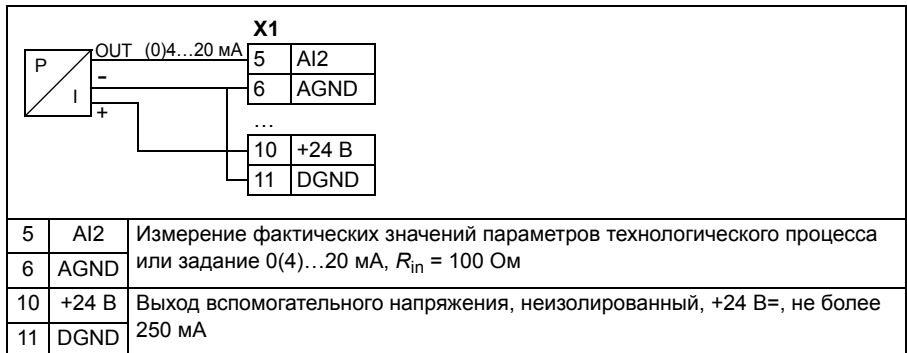 X1
OUT (0)4…20 мА
5 AI2
P
-
6 AGND
I
+
…
10 +24 В
11 DGND
5 AI2 Измерение фактических значений параметров технологического процесса
6 AGND или задание 0(4)…20 мА, Rin = 100 Ом
10 +24 В Выход вспомогательного напряжения, неизолированный, +24 В=, не более
11 DGND 250 мА